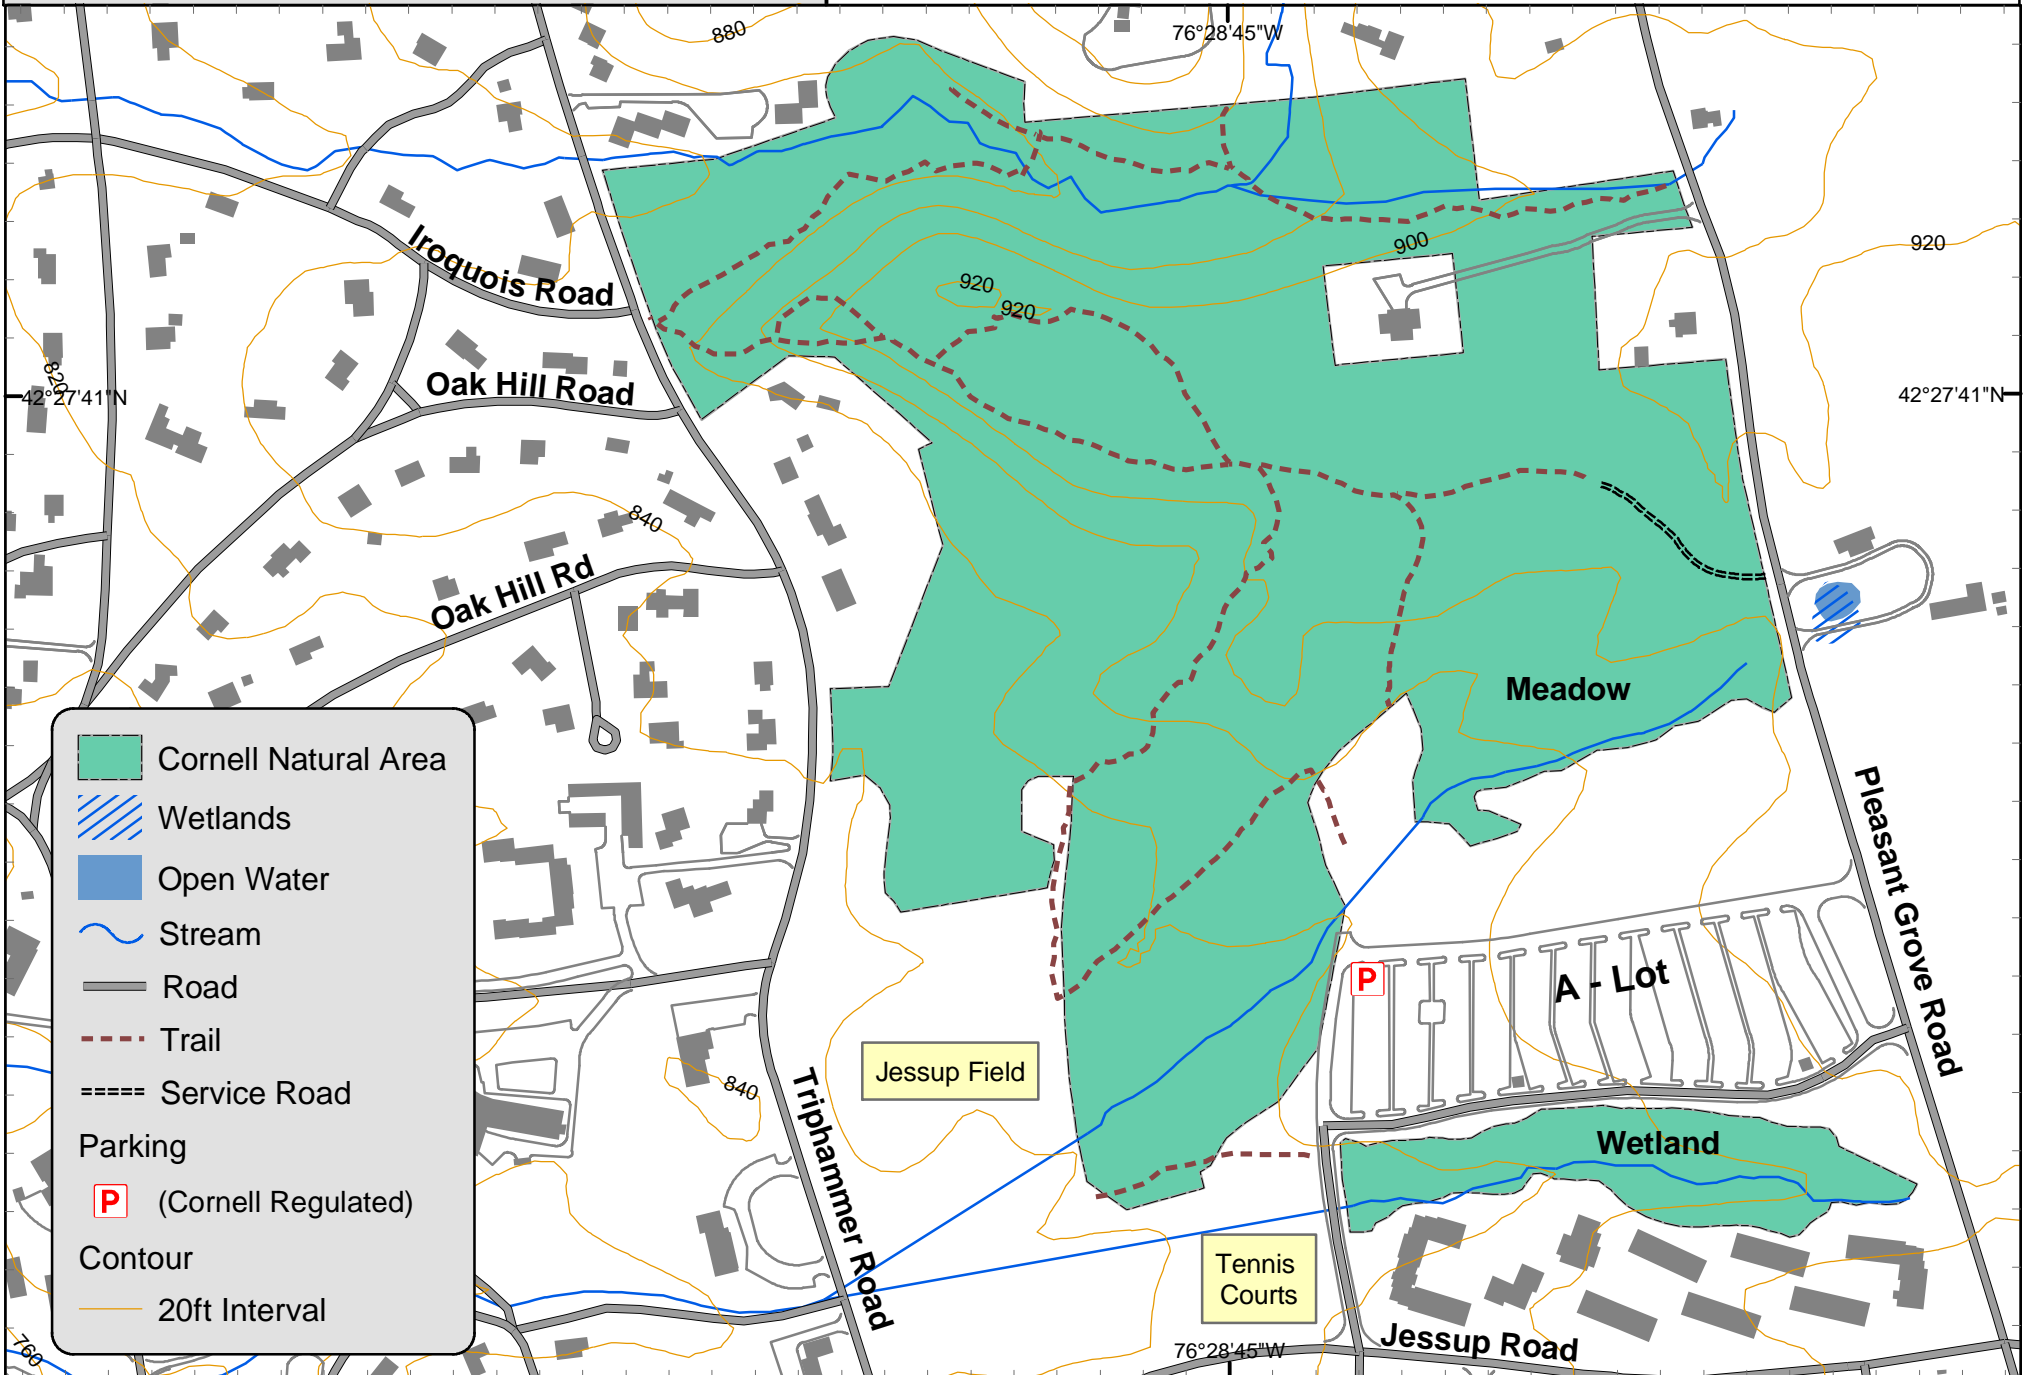 880
76°28'45"W
900
920
920
920
Iroquois Road
820
42°27'41"N
42°27'41"N
Oak Hill Road
840
Oak Hill Rd
Meadow
Cornell Natural Area
Wetlands
Open Water
Stream
Road
Trail
Service Road
Parking
P (Cornell Regulated)
Contour
20ft Interval
Pleasant Grove Road
P
A - Lot
Jessup Field
840
Triphammer Road
Wetland
Tennis
Courts
Jessup Road
76°28'45"W
760